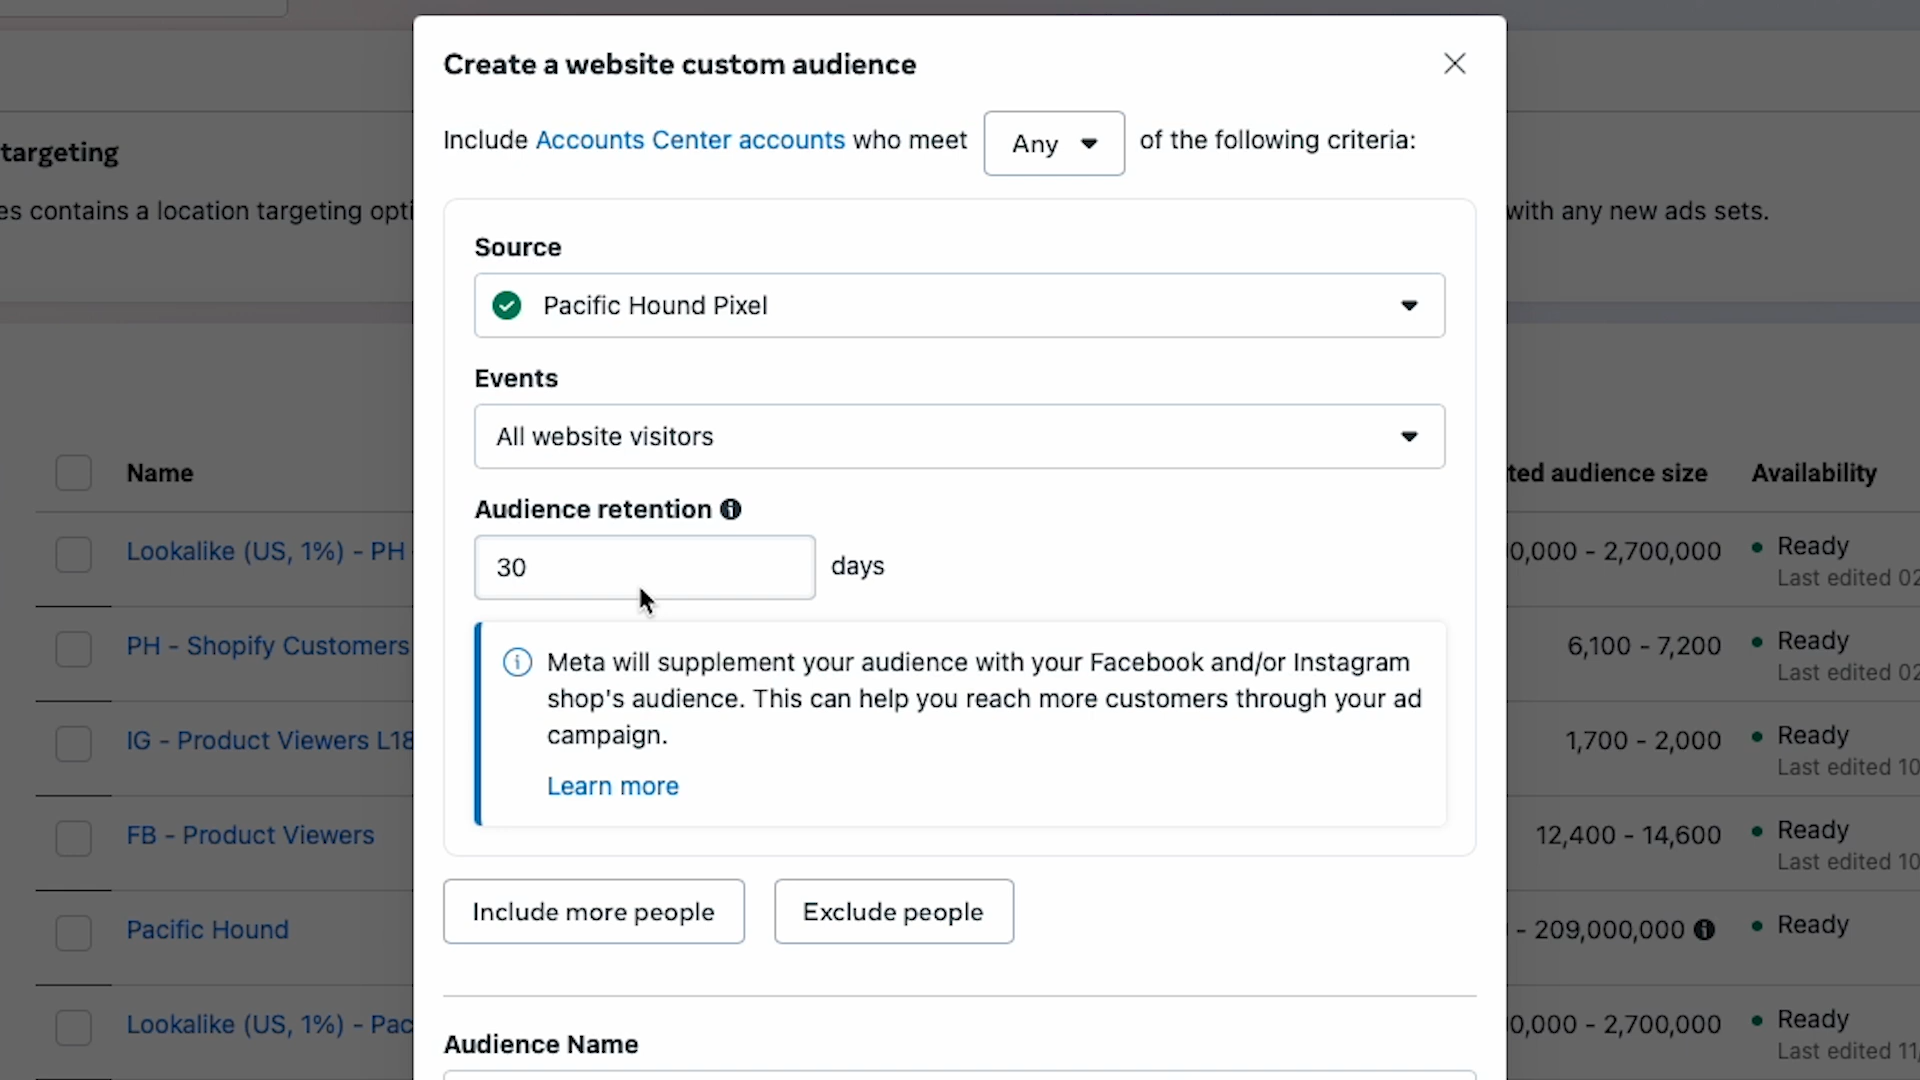 Create a website custom audience
Include Accounts Center accounts who meet Any of the following criteria:
targeting
es contains a location targeting opti
with any new ads sets.
Source
Pacific Hound Pixel
Events
All website visitors
Name
ted audience size
Availability
Audience retention
30 days
Lookalike (US, 1%) - PH
0,000 - 2,700,000
Ready
Last edited 02
Meta will supplement your audience with your Facebook and/or Instagram
shop's audience. This can help you reach more customers through your ad
campaign.
Learn more
PH - Shopify Customers
6,100 - 7,200
Ready
Last edited 02
IG - Product Viewers L18
1,700 - 2,000
Ready
Last edited 10
FB - Product Viewers
12,400 - 14,600
Ready
Last edited 10
Include more people
Exclude people
Pacific Hound
- 209,000,000
Ready
Lookalike (US, 1%) - Pac
0,000 - 2,700,000
Ready
Last edited 11
Audience Name